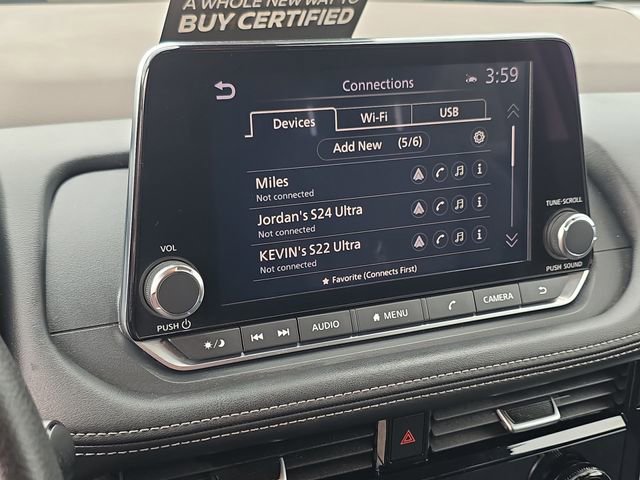 A WHOLE NEW WAY TO
BUY CERTIFIED
Connections
3:59
Devices
Wi-Fi
USB
Add New (5/6)
Miles
Not connected
Jordan's S24 Ultra
Not connected
KEVIN's S22 Ultra
Not connected
Favorite (Connects First)
VOL
PUSH
TUNE·SCROLL
PUSH SOUND
AUDIO
MENU
CAMERA